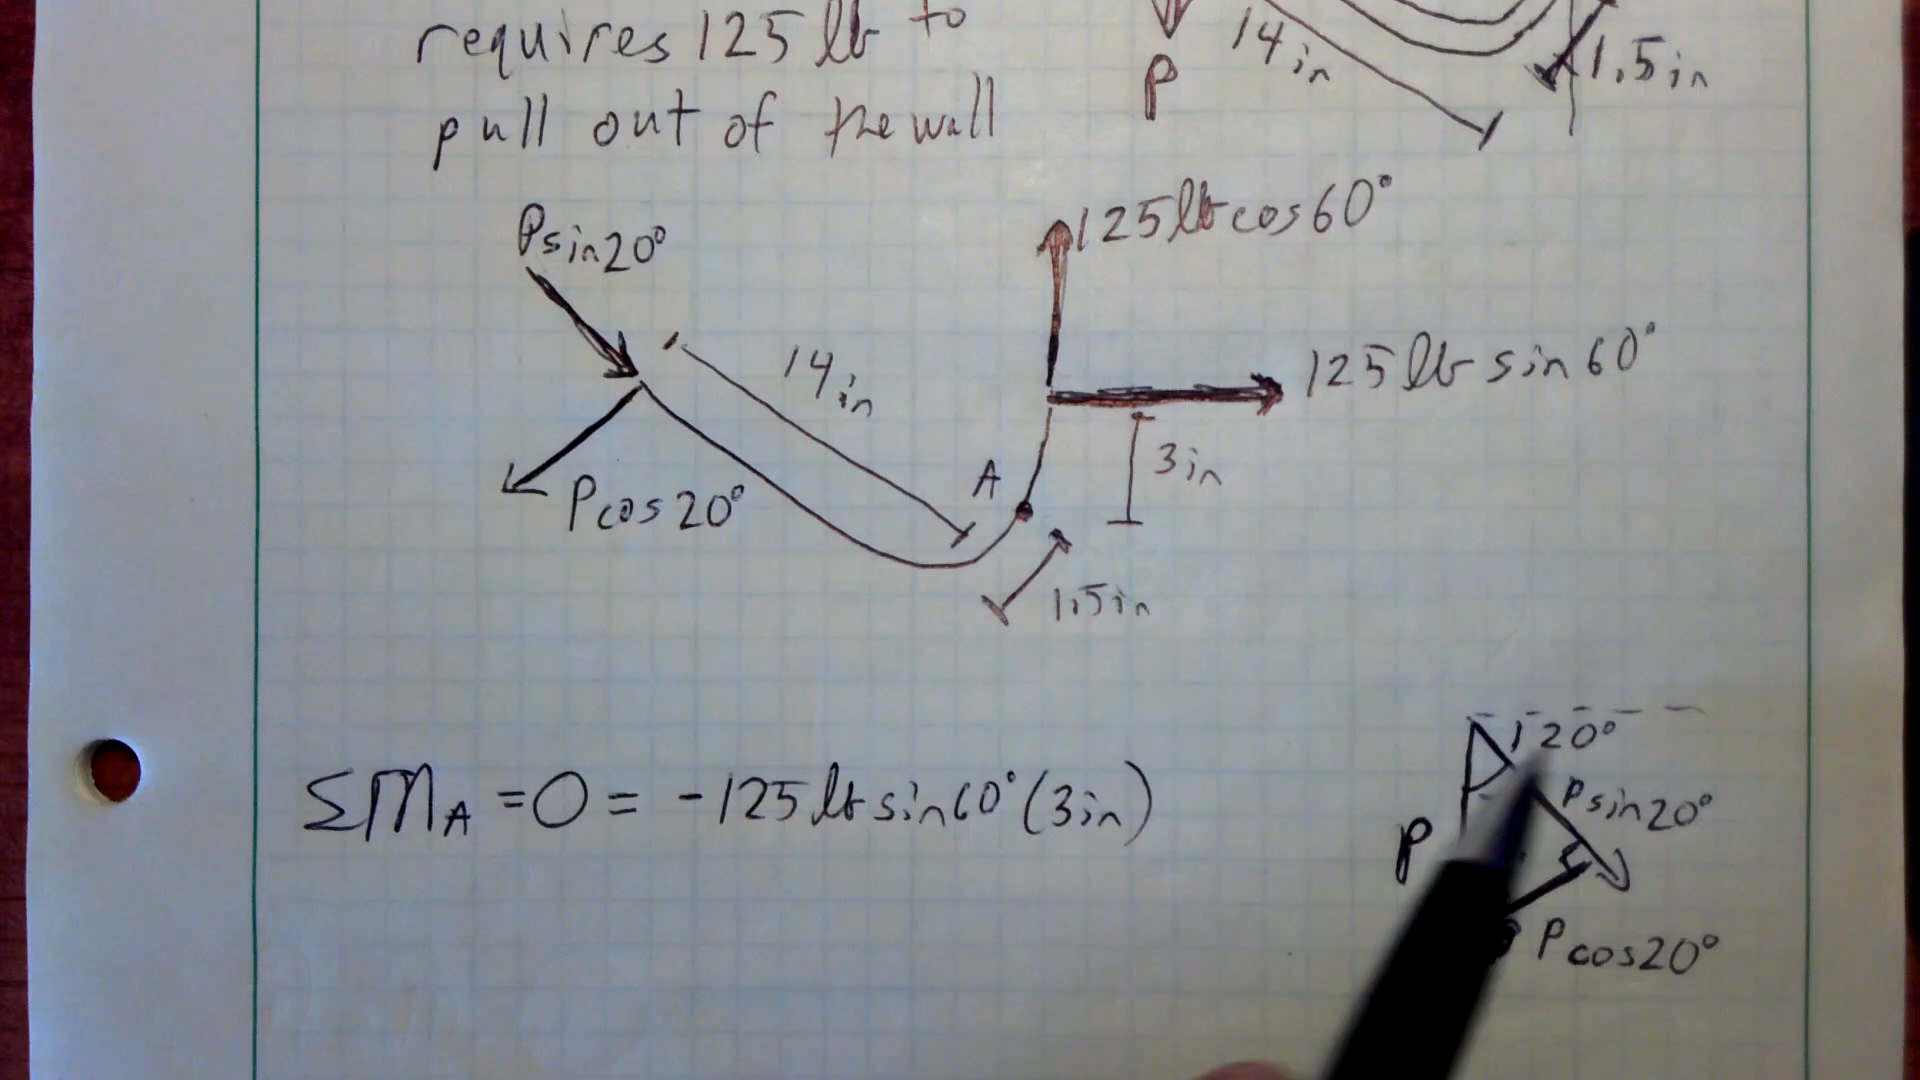 requires 125 lb to
pull out of the wall
P
14 in
1.5 in
P sin 20°
125 lb cos 60°
14 in
125 lb sin 60°
A
3 in
P cos 20°
1.5 in
ΣM_A = 0 = -125 lb sin 60° (3 in)
20°
P sin 20°
P
P cos 20°